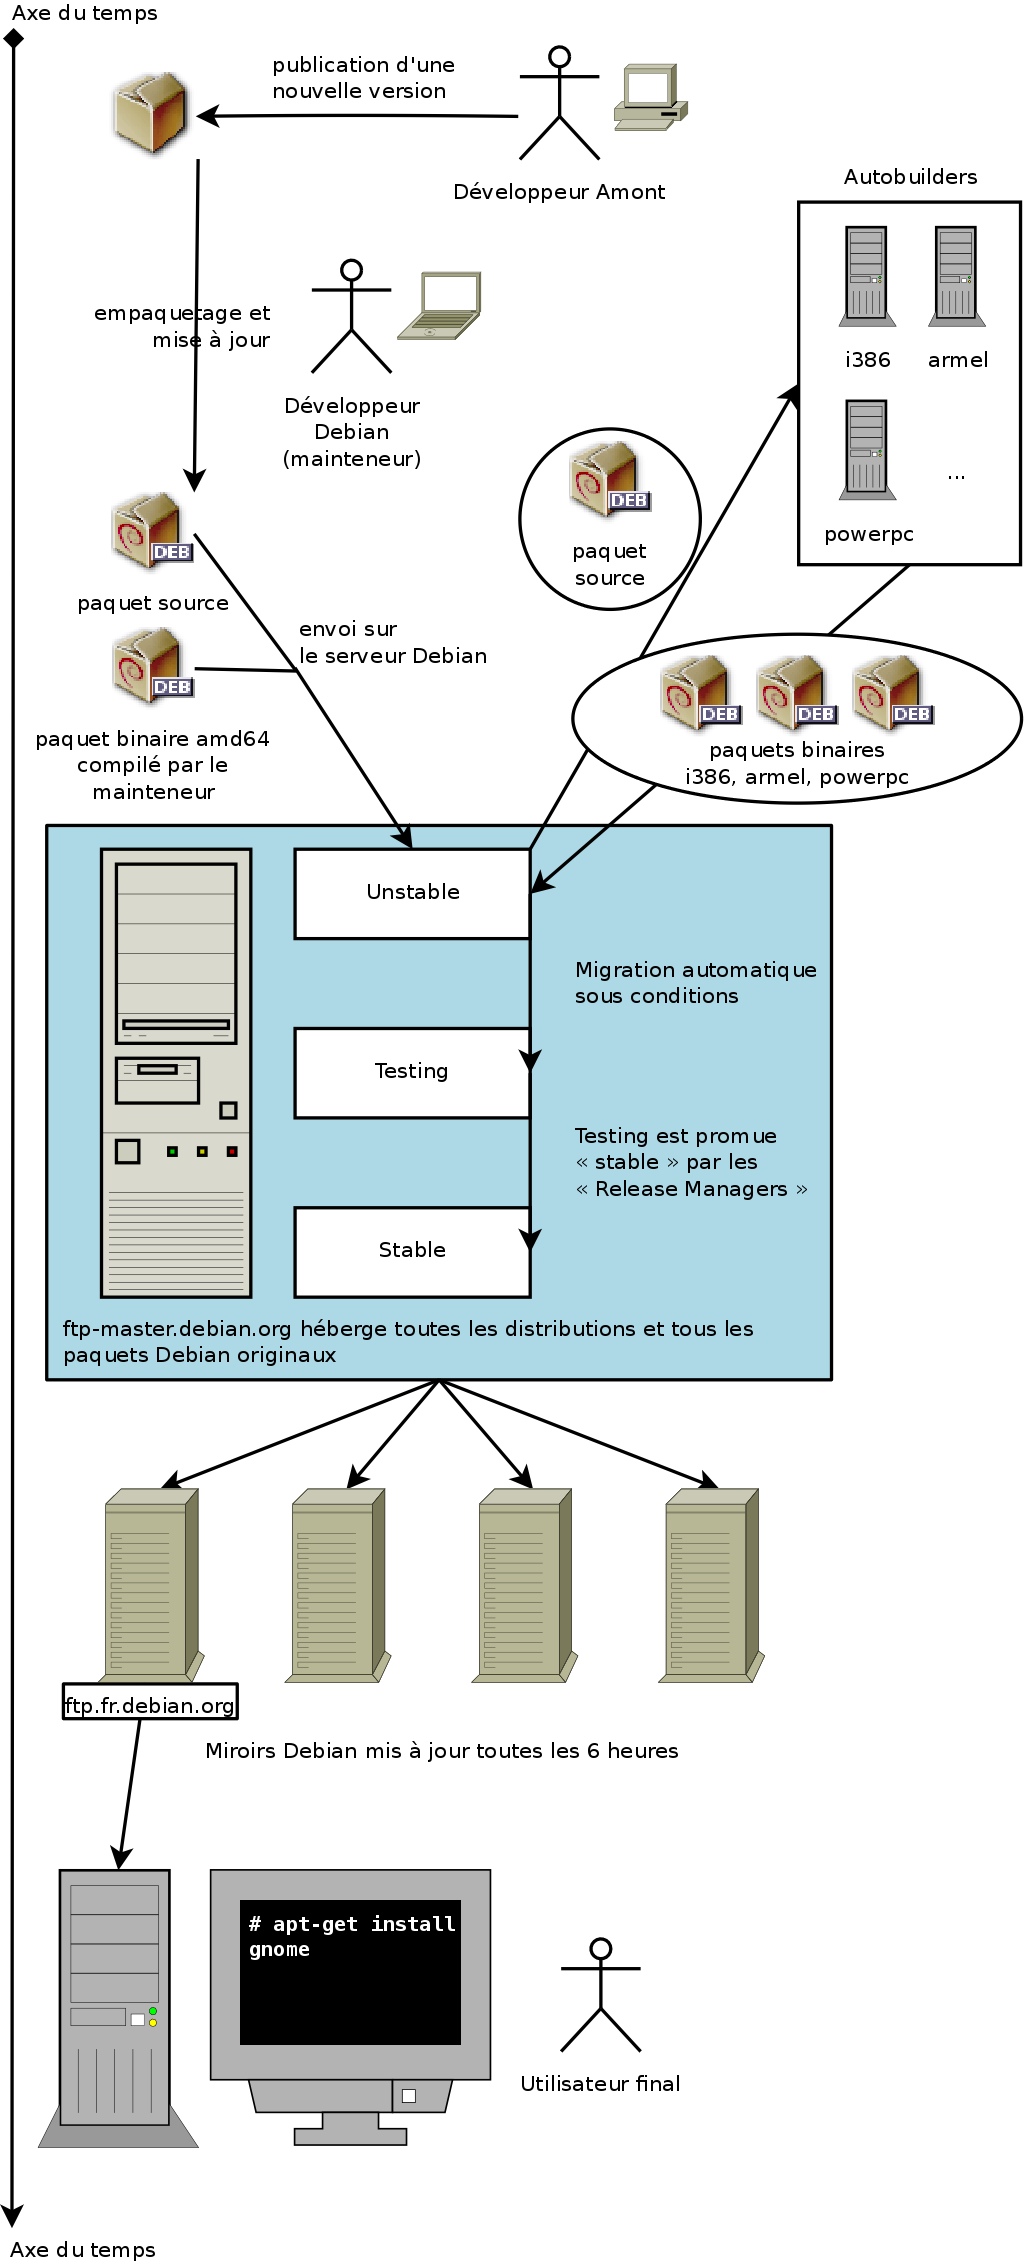 Axe du temps
publication d'une
nouvelle version
Développeur Amont
Autobuilders
i386
armel
powerpc
...
empaquetage et
mise à jour
Développeur
Debian
(mainteneur)
DEB
paquet source
DEB
paquet binaire amd64
compilé par le
mainteneur
envoi sur
le serveur Debian
DEB
paquet
source
DEB
DEB
DEB
paquets binaires
i386, armel, powerpc
Unstable
Migration automatique
sous conditions
Testing
Testing est promue
« stable » par les
« Release Managers »
Stable
ftp-master.debian.org héberge toutes les distributions et tous les
paquets Debian originaux
ftp.fr.debian.org
Miroirs Debian mis à jour toutes les 6 heures
# apt-get install
gnome
Utilisateur final
Axe du temps